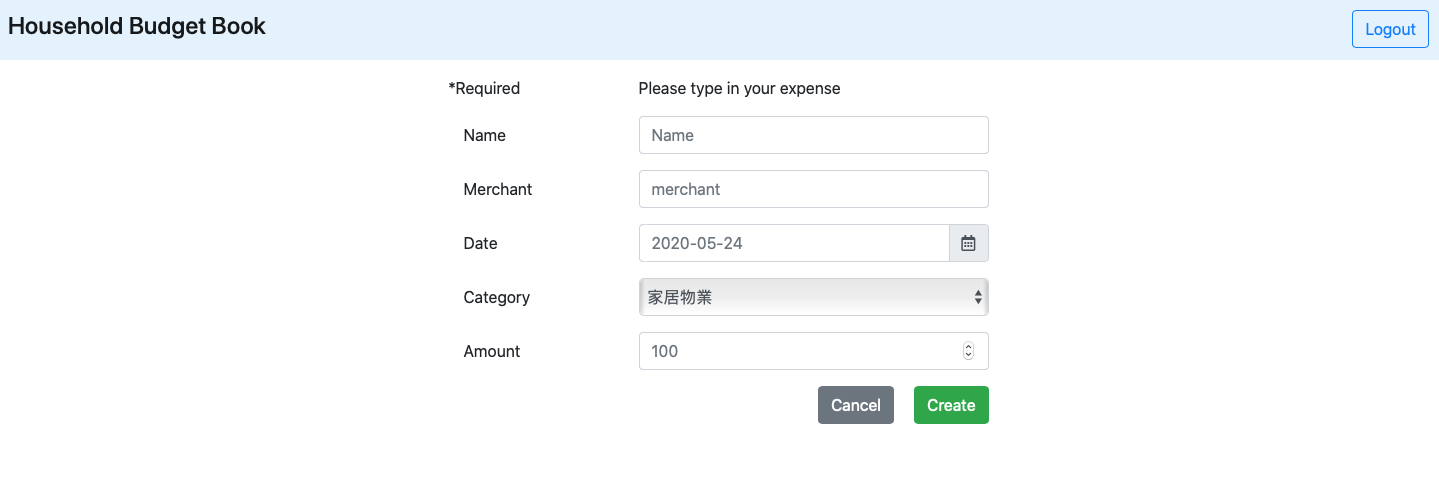 Household Budget Book
Logout
*Required Please type in your expense
Name Name
Merchant merchant
Date 2020-05-24
Category 家居物業
Amount 100
Cancel Create